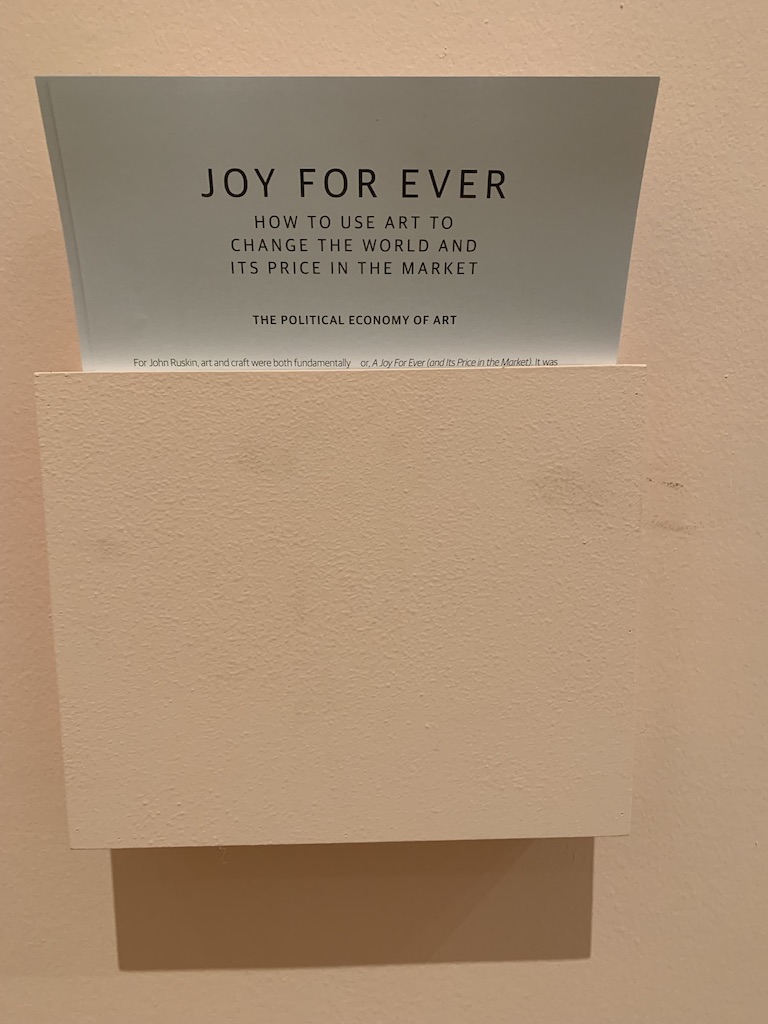 JOY FOR EVER
HOW TO USE ART TO
CHANGE THE WORLD AND
ITS PRICE IN THE MARKET
THE POLITICAL ECONOMY OF ART
For John Ruskin, art and craft were both fundamentally
or, A Joy For Ever (and Its Price in the Market). It was